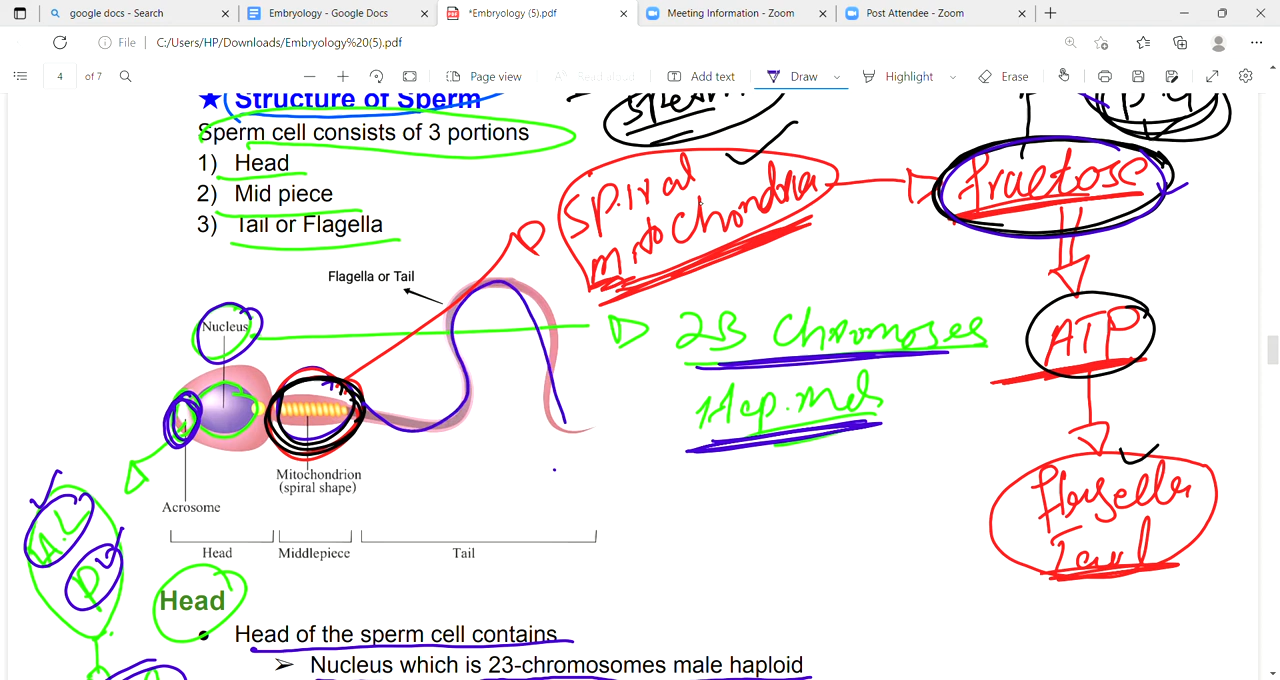 google docs - Search
Embryology - Google Docs
*Embryology (5).pdf
Meeting Information - Zoom
Post Attendee - Zoom
File
C:/Users/HP/Downloads/Embryology%20(5).pdf
4 of 7
Page view
Read aloud
Add text
Draw
Highlight
Erase
Structure of Sperm
Sperm cell consists of 3 portions
1) Head
2) Mid piece
3) Tail or Flagella
Sperm
Spiral
mitochondria
Fructose
ATP
Flagella
Tail
23 Chromoses
Flagella or Tail
Nucleus
Mitochondrion
(spiral shape)
Acrosome
Head
Middlepiece
Tail
Head
● Head of the sperm cell contains
➢ Nucleus which is 23-chromosomes male haploid